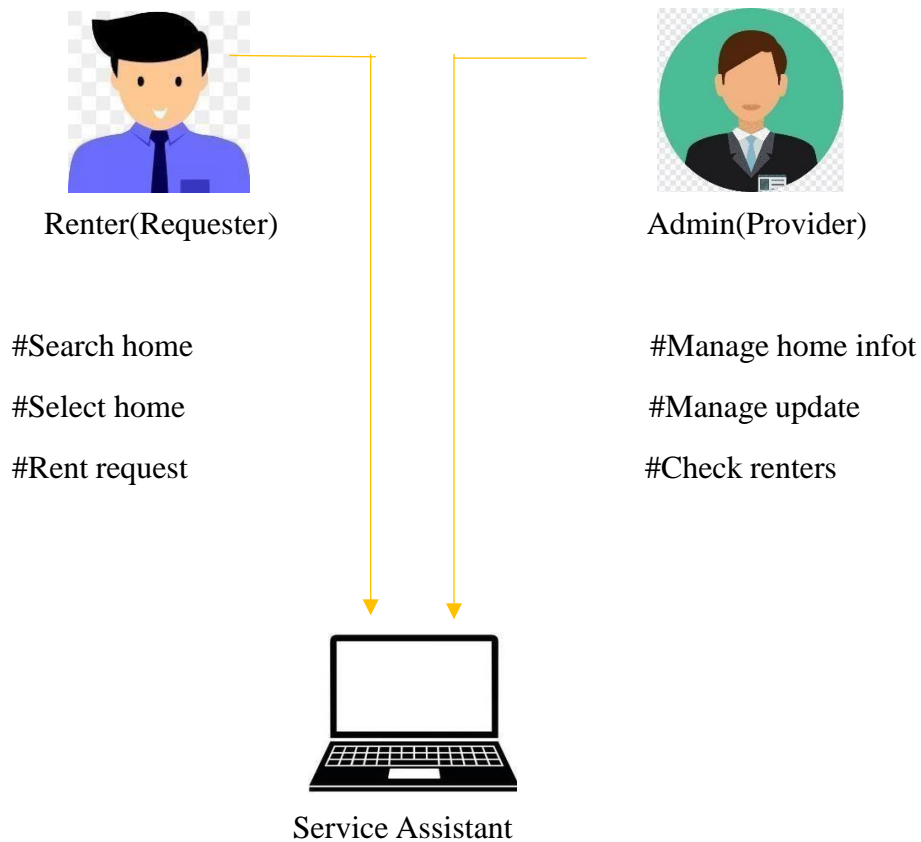 Renter(Requester)
Admin(Provider)
#Search home
#Manage home infot
#Select home
#Manage update
#Rent request
#Check renters
Service Assistant